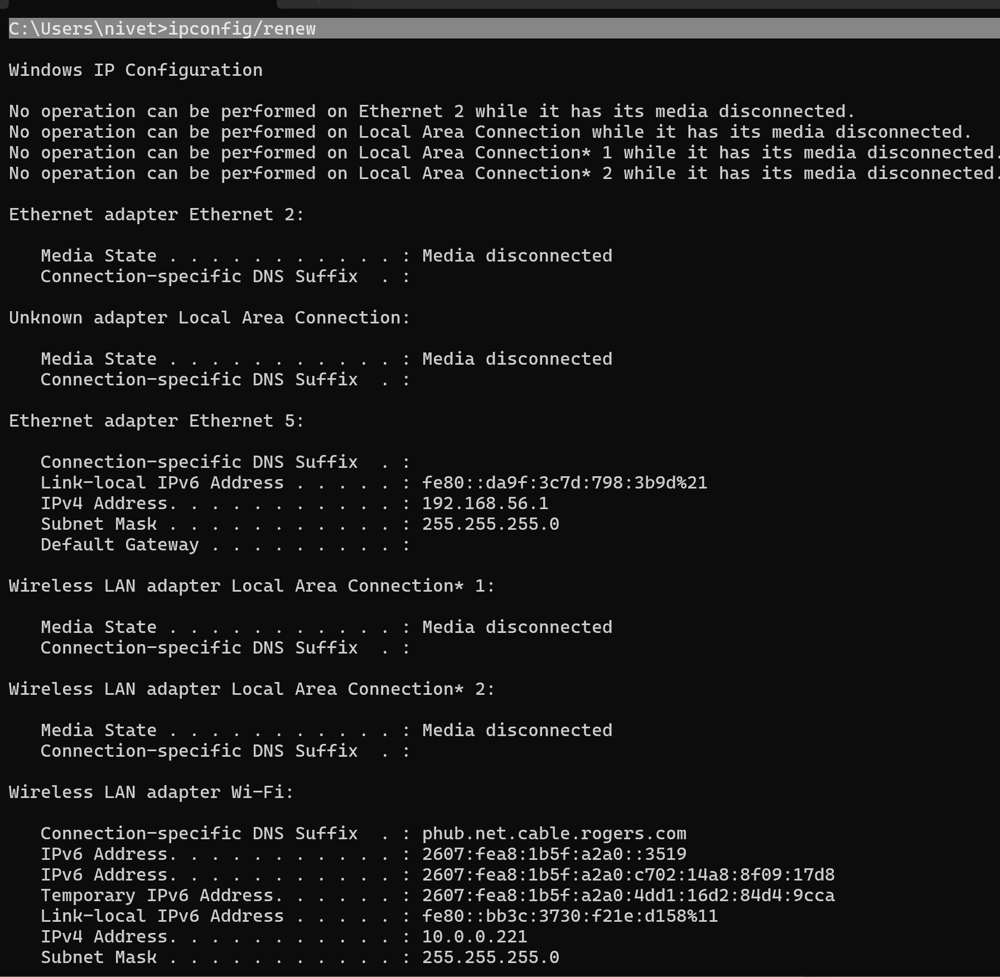 C:\Users\nivet>ipconfig/renew
Windows IP Configuration
No operation can be performed on Ethernet 2 while it has its media disconnected.
No operation can be performed on Local Area Connection while it has its media disconnected.
No operation can be performed on Local Area Connection* 1 while it has its media disconnected.
No operation can be performed on Local Area Connection* 2 while it has its media disconnected.
Ethernet adapter Ethernet 2:
   Media State . . . . . . . . . . . : Media disconnected
   Connection-specific DNS Suffix  . :
Unknown adapter Local Area Connection:
   Media State . . . . . . . . . . . : Media disconnected
   Connection-specific DNS Suffix  . :
Ethernet adapter Ethernet 5:
   Connection-specific DNS Suffix  . :
   Link-local IPv6 Address . . . . . : fe80::da9f:3c7d:798:3b9d%21
   IPv4 Address. . . . . . . . . . . : 192.168.56.1
   Subnet Mask . . . . . . . . . . . : 255.255.255.0
   Default Gateway . . . . . . . . . :
Wireless LAN adapter Local Area Connection* 1:
   Media State . . . . . . . . . . . : Media disconnected
   Connection-specific DNS Suffix  . :
Wireless LAN adapter Local Area Connection* 2:
   Media State . . . . . . . . . . . : Media disconnected
   Connection-specific DNS Suffix  . :
Wireless LAN adapter Wi-Fi:
   Connection-specific DNS Suffix  . : phub.net.cable.rogers.com
   IPv6 Address. . . . . . . . . . . : 2607:fea8:1b5f:a2a0::3519
   IPv6 Address. . . . . . . . . . . : 2607:fea8:1b5f:a2a0:c702:14a8:8f09:17d8
   Temporary IPv6 Address. . . . . . : 2607:fea8:1b5f:a2a0:4dd1:16d2:84d4:9cca
   Link-local IPv6 Address . . . . . : fe80::bb3c:3730:f21e:d158%11
   IPv4 Address. . . . . . . . . . . : 10.0.0.221
   Subnet Mask . . . . . . . . . . . : 255.255.255.0